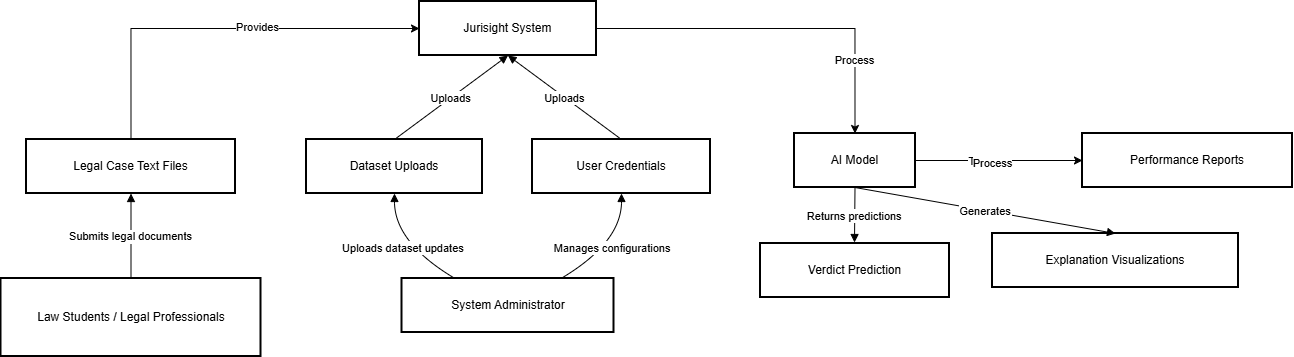 Jurisight System
Provides
Process
Uploads
Uploads
Legal Case Text Files
Dataset Uploads
User Credentials
AI Model
Process
Performance Reports
Returns predictions
Generates
Submits legal documents
Uploads dataset updates
Manages configurations
Verdict Prediction
Explanation Visualizations
Law Students / Legal Professionals
System Administrator